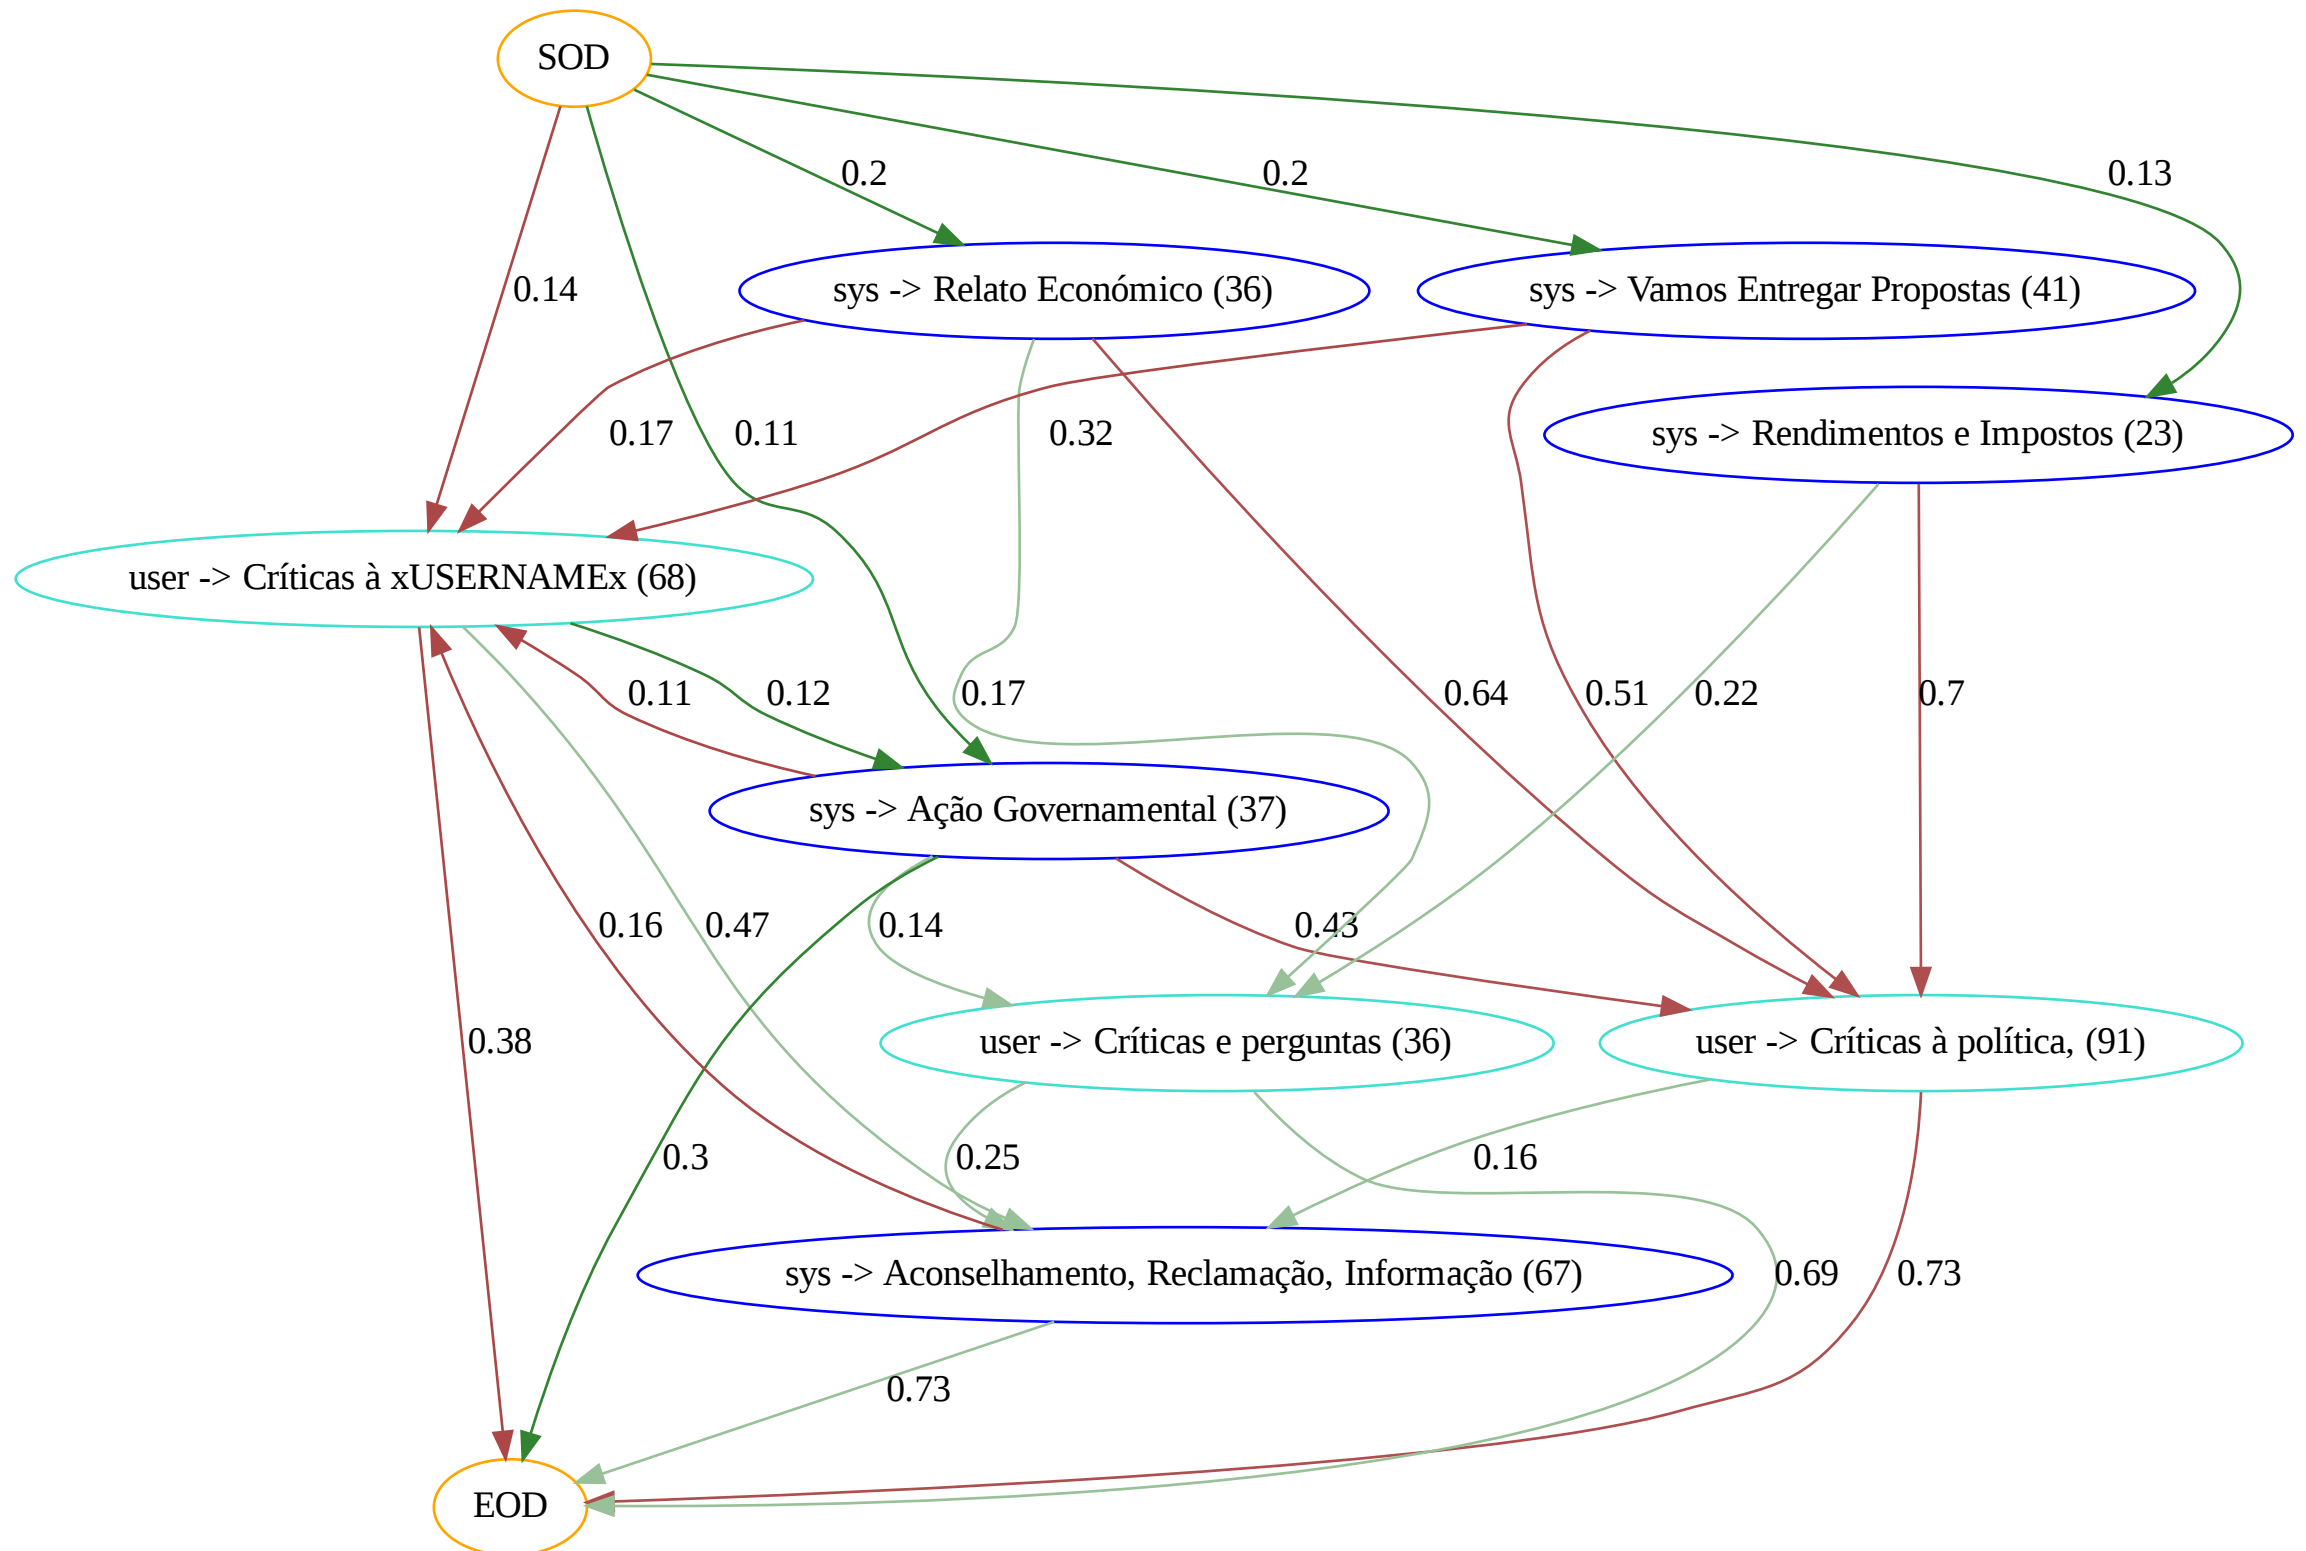 SOD
0.2
0.2
0.13
0.14
sys -> Relato Económico (36)
sys -> Vamos Entregar Propostas (41)
0.17
0.11
0.32
sys -> Rendimentos e Impostos (23)
user -> Críticas à xUSERNAMEx (68)
0.11
0.12
0.17
0.64
0.51
0.22
0.7
sys -> Ação Governamental (37)
0.16
0.47
0.14
0.43
0.38
user -> Críticas e perguntas (36)
user -> Críticas à política, (91)
0.3
0.25
0.16
sys -> Aconselhamento, Reclamação, Informação (67)
0.69
0.73
0.73
EOD